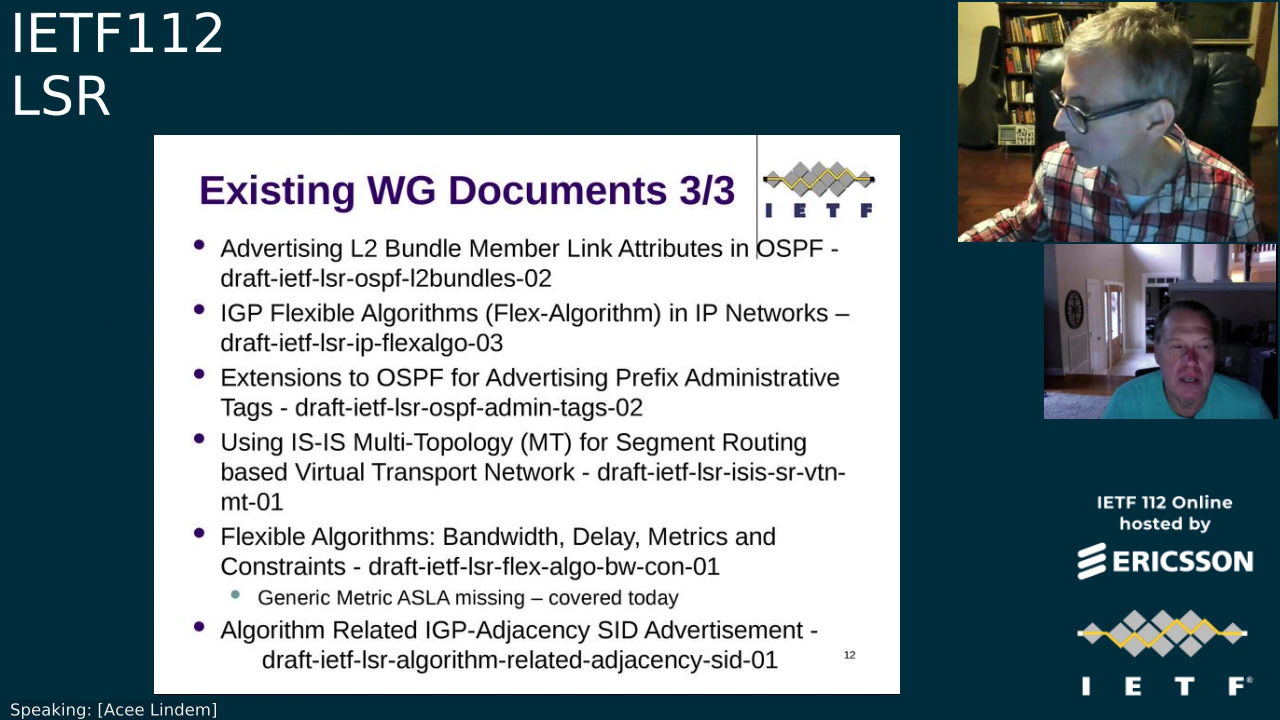 IETF112
LSR
Existing WG Documents 3/3
I E T F
Advertising L2 Bundle Member Link Attributes in OSPF -
draft-ietf-lsr-ospf-l2bundles-02
IGP Flexible Algorithms (Flex-Algorithm) in IP Networks –
draft-ietf-lsr-ip-flexalgo-03
Extensions to OSPF for Advertising Prefix Administrative
Tags - draft-ietf-lsr-ospf-admin-tags-02
Using IS-IS Multi-Topology (MT) for Segment Routing
based Virtual Transport Network - draft-ietf-lsr-isis-sr-vtn-
mt-01
Flexible Algorithms: Bandwidth, Delay, Metrics and
Constraints - draft-ietf-lsr-flex-algo-bw-con-01
Generic Metric ASLA missing – covered today
Algorithm Related IGP-Adjacency SID Advertisement -
draft-ietf-lsr-algorithm-related-adjacency-sid-01
12
IETF 112 Online
hosted by
ERICSSON
I E T F®
Speaking: [Acee Lindem]